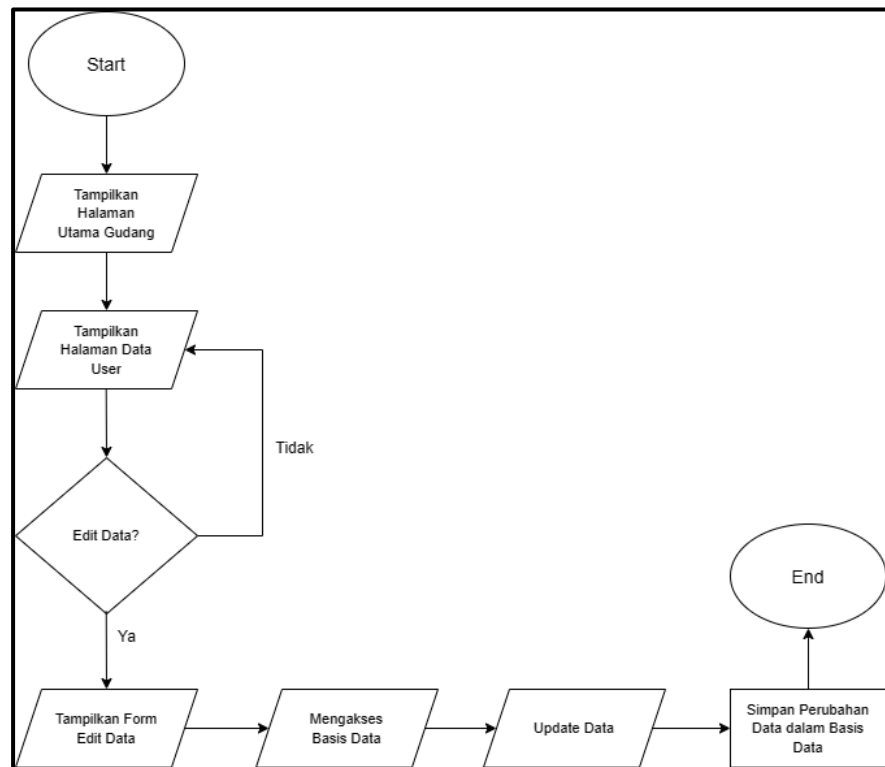 Start
Tampilkan
Halaman
Utama Gudang
Tampilkan
Halaman Data
User
Tidak
Edit Data?
Ya
Tampilkan Form
Edit Data
Mengakses
Basis Data
Update Data
Simpan Perubahan
Data dalam Basis
Data
End